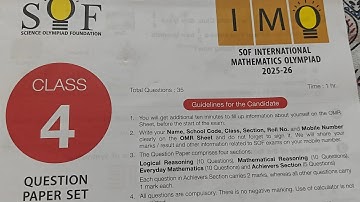 SOF
SCIENCE OLYMPIAD FOUNDATION
IMO
SOF INTERNATIONAL
MATHEMATICS OLYMPIAD
2025-26
CLASS
4
QUESTION
PAPER SET
Total Questions : 35
Time : 1 hr.
Guidelines for the Candidate
1. You will get additional ten minutes to fill up information about yourself on the OMR
Sheet, before the start of the exam.
2. Write your Name, School Code, Class, Section, Roll No. and Mobile Number
clearly on the OMR Sheet and do not forget to sign it. We will share your
marks / result and other information related to SOF exams on your mobile number.
3. The Question Paper comprises four sections:
Logical Reasoning (10 Questions), Mathematical Reasoning (10 Questions),
Everyday Mathematics (10 Questions) and Achievers Section (5 Questions)
Each question in Achievers Section carries 2 marks, whereas all other questions carry
1 mark each.
4. All questions are compulsory. There is no negative marking. Use of calculator is not